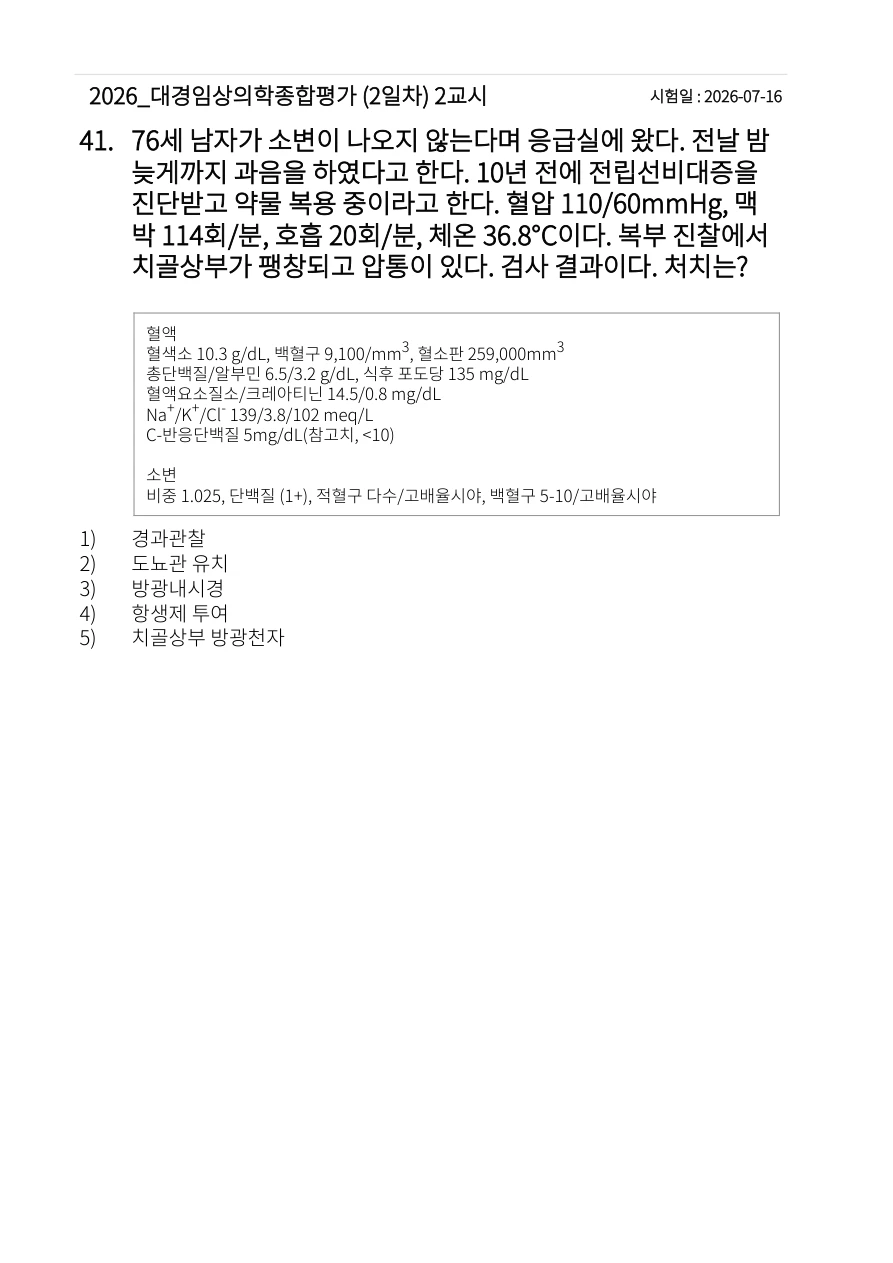 2026_대경임상의학종합평가 (2일차) 2교시
시험일 : 2026-07-16
41. 76세 남자가 소변이 나오지 않는다며 응급실에 왔다. 전날 밤
늦게까지 과음을 하였다고 한다. 10년 전에 전립선비대증을
진단받고 약물 복용 중이라고 한다. 혈압 110/60mmHg, 맥
박 114회/분, 호흡 20회/분, 체온 36.8°C이다. 복부 진찰에서
치골상부가 팽창되고 압통이 있다. 검사 결과이다. 처치는?
혈액
혈색소 10.3 g/dL, 백혈구 9,100/mm³, 혈소판 259,000mm³
총단백질/알부민 6.5/3.2 g/dL, 식후 포도당 135 mg/dL
혈액요소질소/크레아티닌 14.5/0.8 mg/dL
Na⁺/K⁺/Cl⁻ 139/3.8/102 meq/L
C-반응단백질 5mg/dL(참고치, <10)
소변
비중 1.025, 단백질 (1+), 적혈구 다수/고배율시야, 백혈구 5-10/고배율시야
1) 경과관찰
2) 도뇨관 유치
3) 방광내시경
4) 항생제 투여
5) 치골상부 방광천자